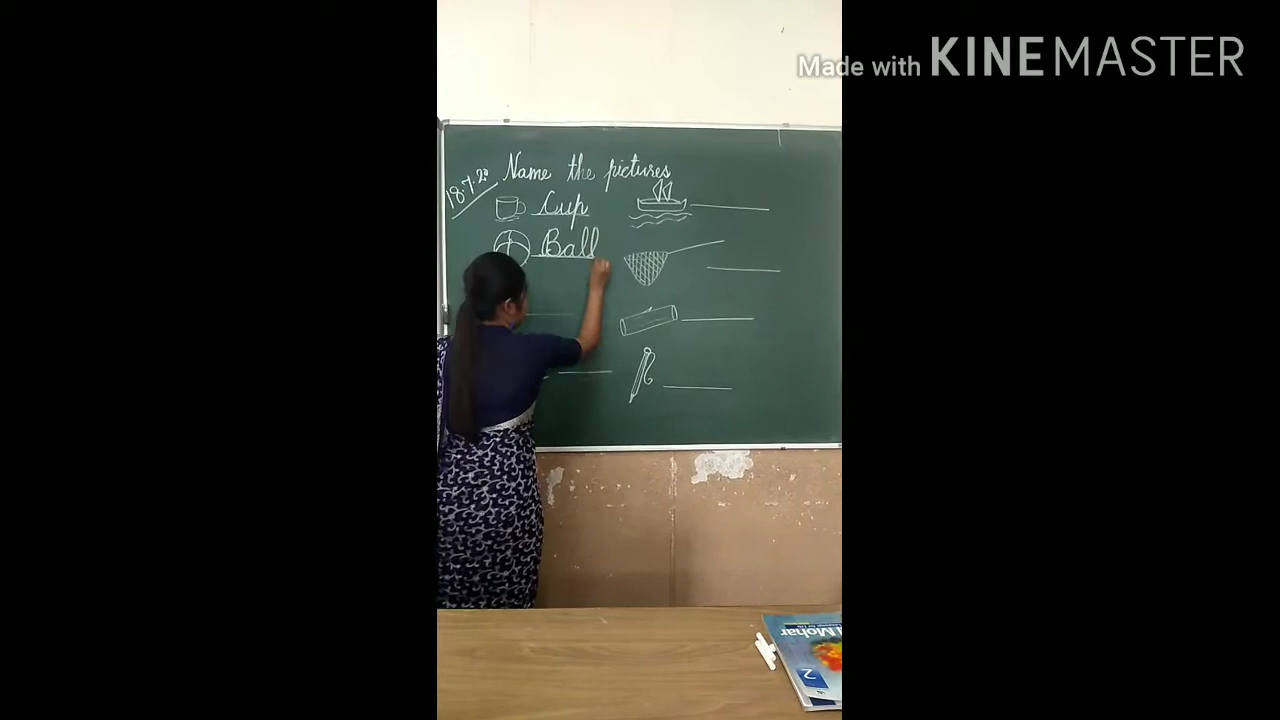 Made with KINEMASTER
Name the pictures
18.7.20
Cup
Ball
Mohar
2